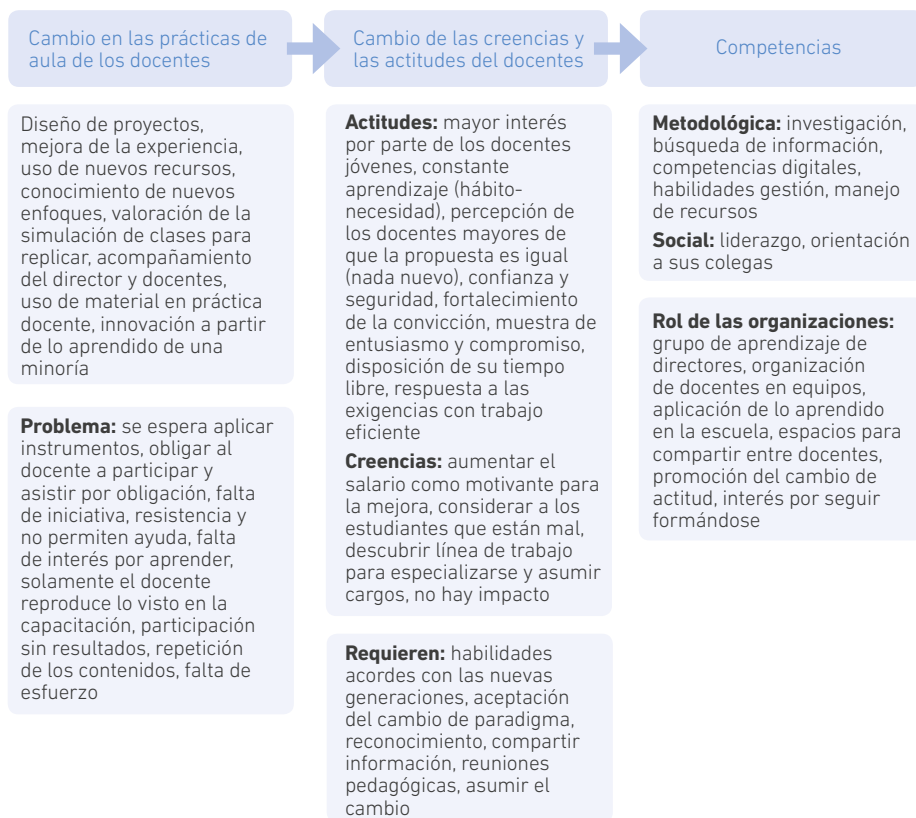 Cambio en las prácticas de
aula de los docentes
Cambio de las creencias y
las actitudes del docentes
Competencias
Diseño de proyectos,
mejora de la experiencia,
uso de nuevos recursos,
conocimiento de nuevos
enfoques, valoración de la
simulación de clases para
replicar, acompañamiento
del director y docentes,
uso de material en práctica
docente, innovación a partir
de lo aprendido de una
minoría
Problema: se espera aplicar
instrumentos, obligar al
docente a participar y
asistir por obligación, falta
de iniciativa, resistencia y
no permiten ayuda, falta
de interés por aprender,
solamente el docente
reproduce lo visto en la
capacitación, participación
sin resultados, repetición
de los contenidos, falta de
esfuerzo
Actitudes: mayor interés
por parte de los docentes
jóvenes, constante
aprendizaje (hábito-
necesidad), percepción de
los docentes mayores de
que la propuesta es igual
(nada nuevo), confianza y
seguridad, fortalecimiento
de la convicción, muestra de
entusiasmo y compromiso,
disposición de su tiempo
libre, respuesta a las
exigencias con trabajo
eficiente
Creencias: aumentar el
salario como motivante para
la mejora, considerar a los
estudiantes que están mal,
descubrir línea de trabajo
para especializarse y asumir
cargos, no hay impacto
Requieren: habilidades
acordes con las nuevas
generaciones, aceptación
del cambio de paradigma,
reconocimiento, compartir
información, reuniones
pedagógicas, asumir el
cambio
Metodológica: investigación,
búsqueda de información,
competencias digitales,
habilidades gestión, manejo
de recursos
Social: liderazgo, orientación
a sus colegas
Rol de las organizaciones:
grupo de aprendizaje de
directores, organización
de docentes en equipos,
aplicación de lo aprendido
en la escuela, espacios para
compartir entre docentes,
promoción del cambio de
actitud, interés por seguir
formándose